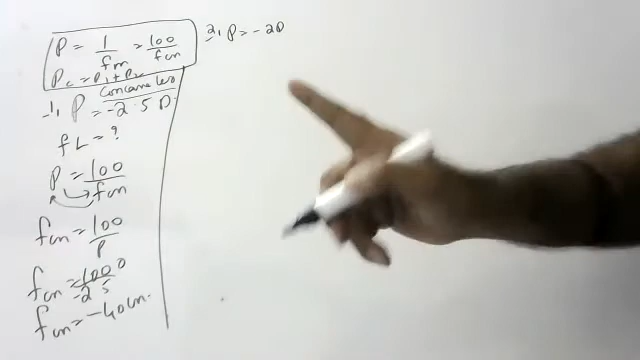 P = 1/fm = 100/fcm
Pc = P1 + P2
Concave lens
1, P = -2.5 D
fL = ?
P = 100/fcm
fcm = 100/P
fcm = 1000/-25
fcm = -40cm.
2, P = -2D